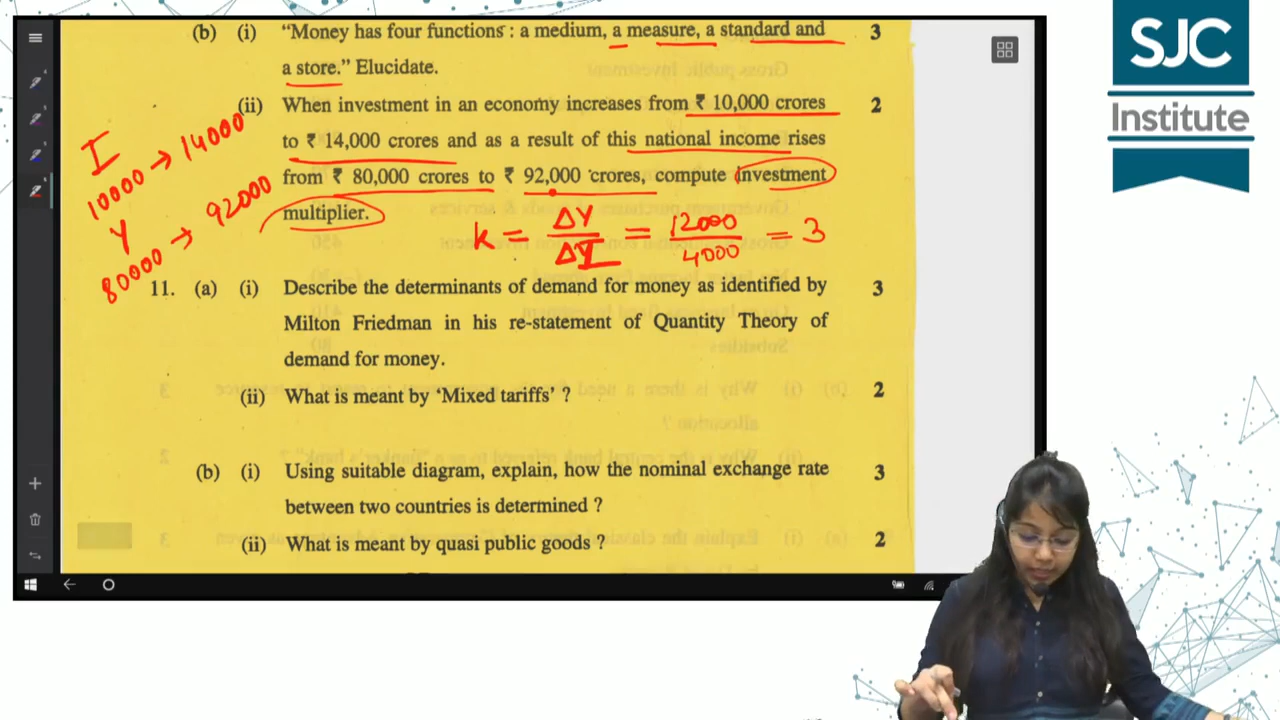 (b) (i) “Money has four functions : a medium, a measure, a standard and 3
a store.” Elucidate.
(ii) When investment in an economy increases from ₹ 10,000 crores 2
to ₹ 14,000 crores and as a result of this national income rises
from ₹ 80,000 crores to ₹ 92,000 crores, compute investment
multiplier.
I
10000 → 14000
Y
80000 → 92000
k = ΔY / ΔI = 12000 / 4000 = 3
11. (a) (i) Describe the determinants of demand for money as identified by 3
Milton Friedman in his re-statement of Quantity Theory of
demand for money.
(ii) What is meant by ‘Mixed tariffs’ ? 2
(b) (i) Using suitable diagram, explain, how the nominal exchange rate 3
between two countries is determined ?
(ii) What is meant by quasi public goods ? 2
SJC
Institute